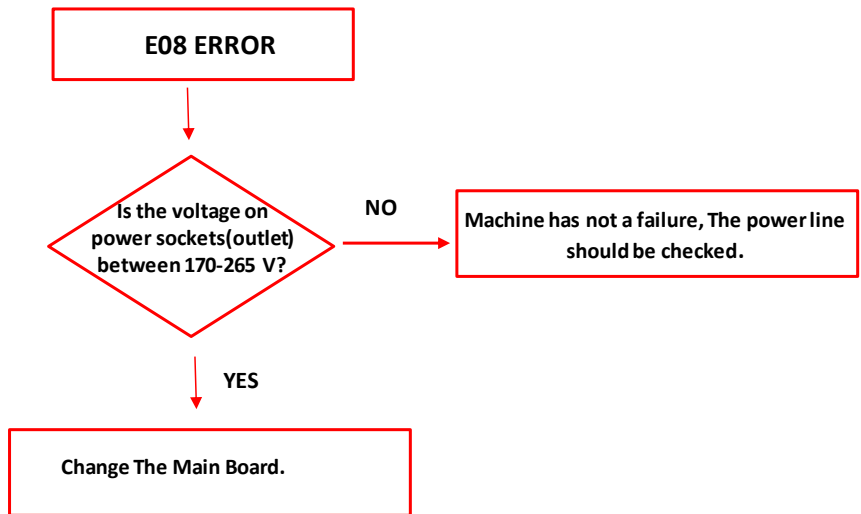 E08 ERROR
Is the voltage on
power sockets(outlet)
between 170-265 V?
NO
Machine has not a failure, The power line
should be checked.
YES
Change The Main Board.